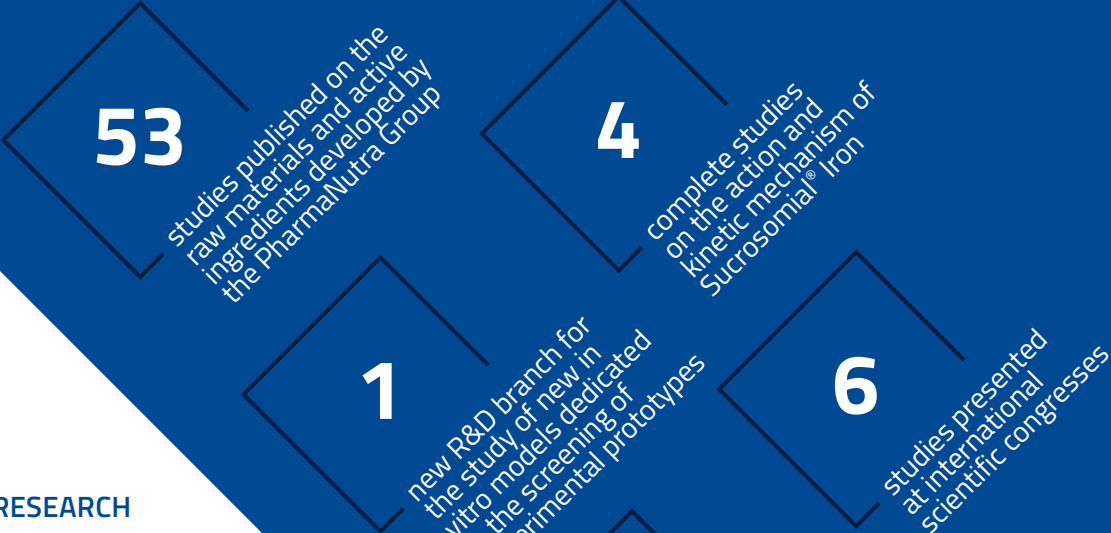 53
studies published on the
raw materials and active
ingredients developed by
the PharmaNutra Group
4
complete studies
on the action and
kinetic mechanism of
Sucrosomial® Iron
1
new R&D branch for
the study of new in
vitro models dedicated
the screening of
prototypes
6
studies presented
at international
scientific congresses
RESEARCH